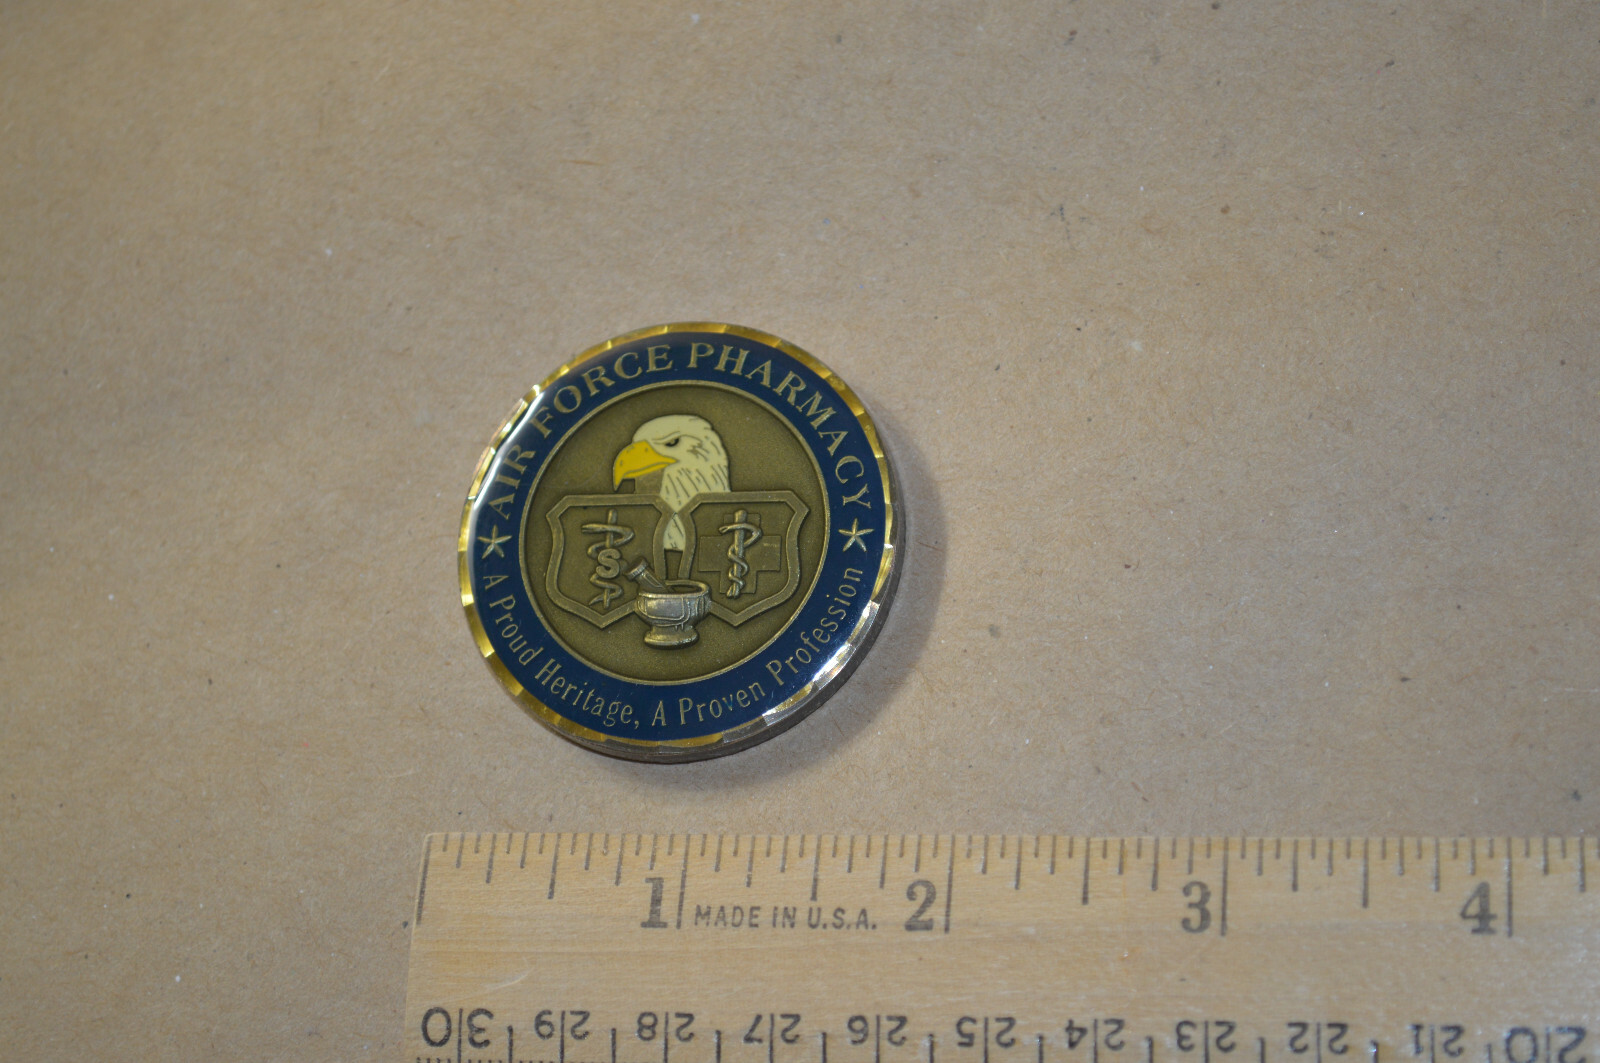 AIR FORCE PHARMACY
A Proud Heritage, A Proven Profession
S
1 2 3 4
MADE IN U.S.A.
30 29 28 27 26 25 24 23 22 21 20